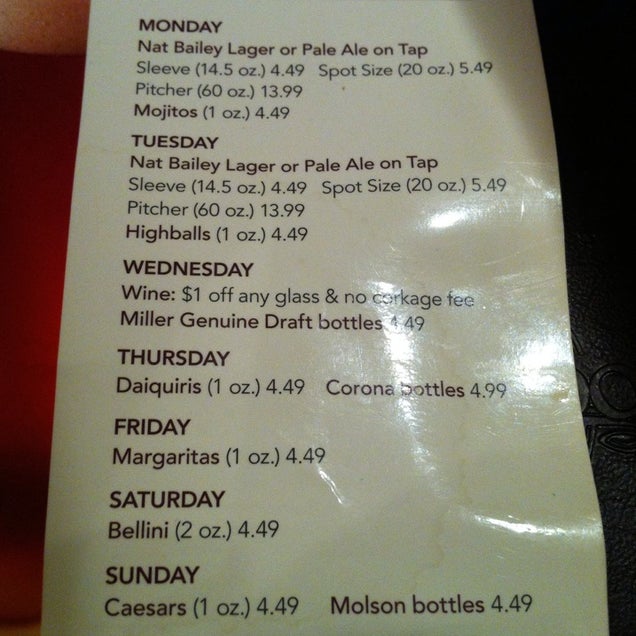 MONDAY
Nat Bailey Lager or Pale Ale on Tap
Sleeve (14.5 oz.) 4.49 Spot Size (20 oz.) 5.49
Pitcher (60 oz.) 13.99
Mojitos (1 oz.) 4.49
TUESDAY
Nat Bailey Lager or Pale Ale on Tap
Sleeve (14.5 oz.) 4.49 Spot Size (20 oz.) 5.49
Pitcher (60 oz.) 13.99
Highballs (1 oz.) 4.49
WEDNESDAY
Wine: $1 off any glass & no corkage fee
Miller Genuine Draft bottles 4.49
THURSDAY
Daiquiris (1 oz.) 4.49 Corona bottles 4.99
FRIDAY
Margaritas (1 oz.) 4.49
SATURDAY
Bellini (2 oz.) 4.49
SUNDAY
Caesars (1 oz.) 4.49 Molson bottles 4.49